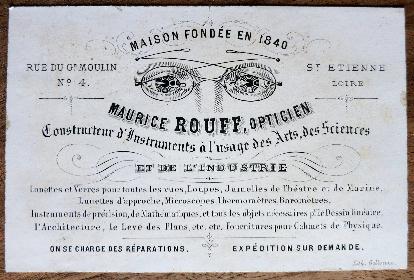 MAISON FONDÉE EN 1840
RUE DU Gd MOULIN
No 4.
St ETIENNE
LOIRE
MAURICE ROUFF, OPTICIEN
Constructeur d'Instruments à l'usage des Arts, des Sciences
ET DE L'INDUSTRIE
Lunettes et Verres pour toutes les vues, Loupes, Jumelles de Théatre et de Marine,
Lunettes d'approche, Microscopes, Thermomètres, Baromètres,
Instruments de précision, de Mathématiques, et tous les objets nécessaires pr le Dessin linéaire,
l'Architecture, le Levé des Plans, etc. etc. Fournitures pour Cabinets de Physique.
ON SE CHARGE DES RÉPARATIONS. EXPÉDITION SUR DEMANDE.
Lith.